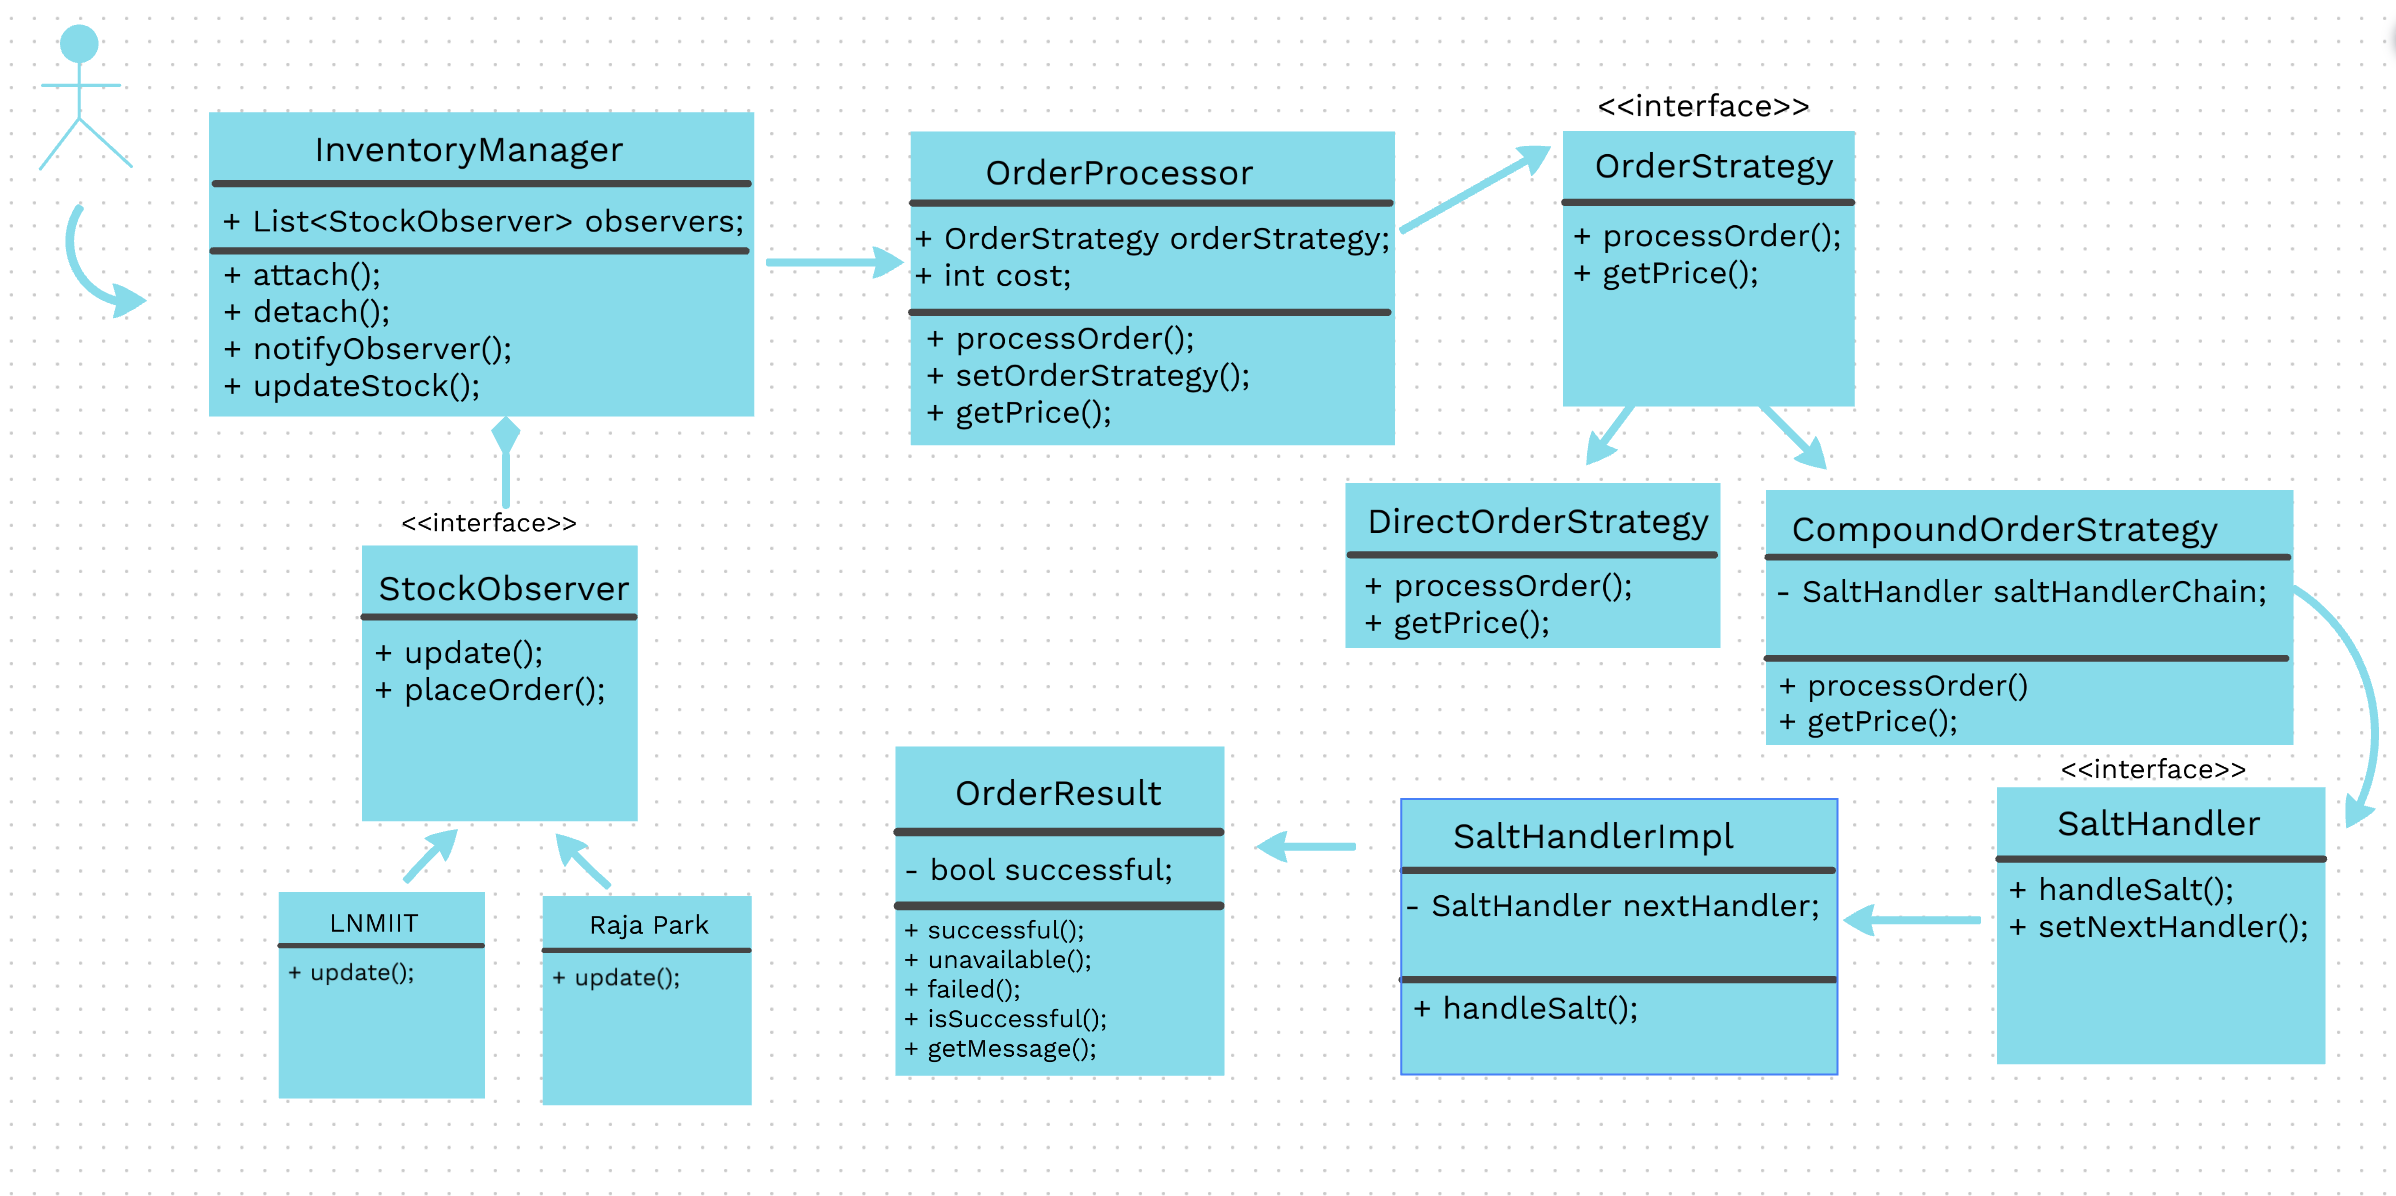 InventoryManager
+ List<StockObserver> observers;
+ attach();
+ detach();
+ notifyObserver();
+ updateStock();
OrderProcessor
+ OrderStrategy orderStrategy;
+ int cost;
+ processOrder();
+ setOrderStrategy();
+ getPrice();
<<interface>>
OrderStrategy
+ processOrder();
+ getPrice();
<<interface>>
StockObserver
+ update();
+ placeOrder();
DirectOrderStrategy
+ processOrder();
+ getPrice();
CompoundOrderStrategy
- SaltHandler saltHandlerChain;
+ processOrder()
+ getPrice();
LNMIIT
+ update();
Raja Park
+ update();
OrderResult
- bool successful;
+ successful();
+ unavailable();
+ failed();
+ isSuccessful();
+ getMessage();
SaltHandlerImpl
- SaltHandler nextHandler;
+ handleSalt();
<<interface>>
SaltHandler
+ handleSalt();
+ setNextHandler();